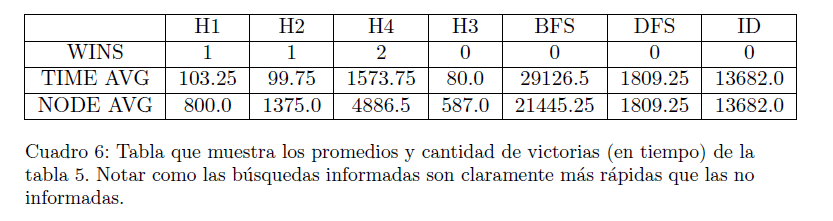 H1 H2 H4 H3 BFS DFS ID
WINS 1 1 2 0 0 0 0
TIME AVG 103.25 99.75 1573.75 80.0 29126.5 1809.25 13682.0
NODE AVG 800.0 1375.0 4886.5 587.0 21445.25 1809.25 13682.0
Cuadro 6: Tabla que muestra los promedios y cantidad de victorias (en tiempo) de la
tabla 5. Notar como las búsquedas informadas son claramente más rápidas que las no
informadas.